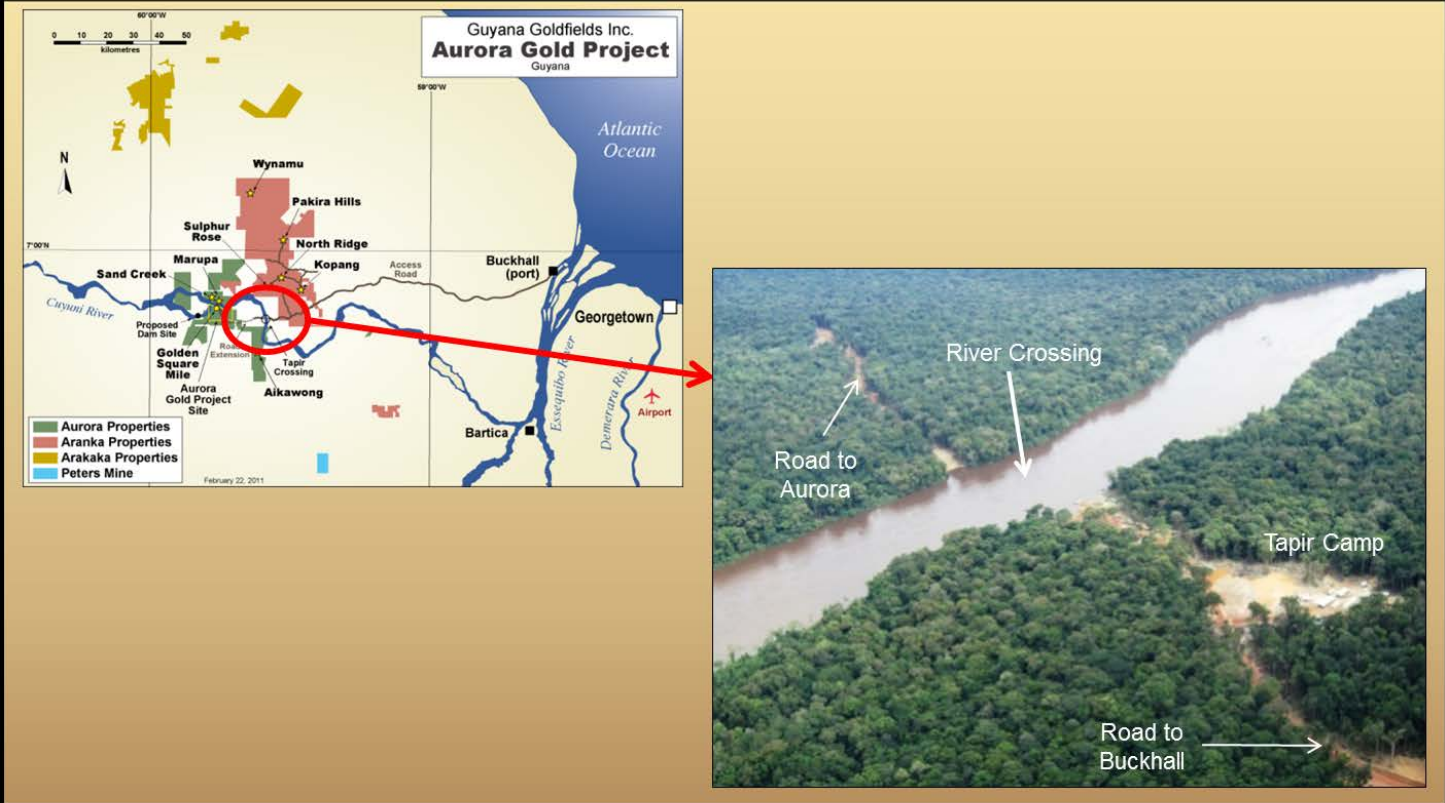 60°00'W
0 10 20 30 40 50
kilometres
Guyana Goldfields Inc.
Aurora Gold Project
Guyana
59°00'W
Atlantic
Ocean
N
Wynamu
Pakira Hills
Sulphur
Rose
North Ridge
7°00'N
Marupa
Kopang
Sand Creek
Access
Road
Buckhall
(port)
Cuyuni River
Proposed
Dam Site
Georgetown
Golden
Square
Mile
Road
Extension
Tapir
Crossing
Aurora
Gold Project
Site
Aikawong
Essequibo River
Demerara River
Airport
Bartica
Aurora Properties
Aranka Properties
Arakaka Properties
Peters Mine
February 22, 2011
River Crossing
Road to
Aurora
Tapir Camp
Road to
Buckhall